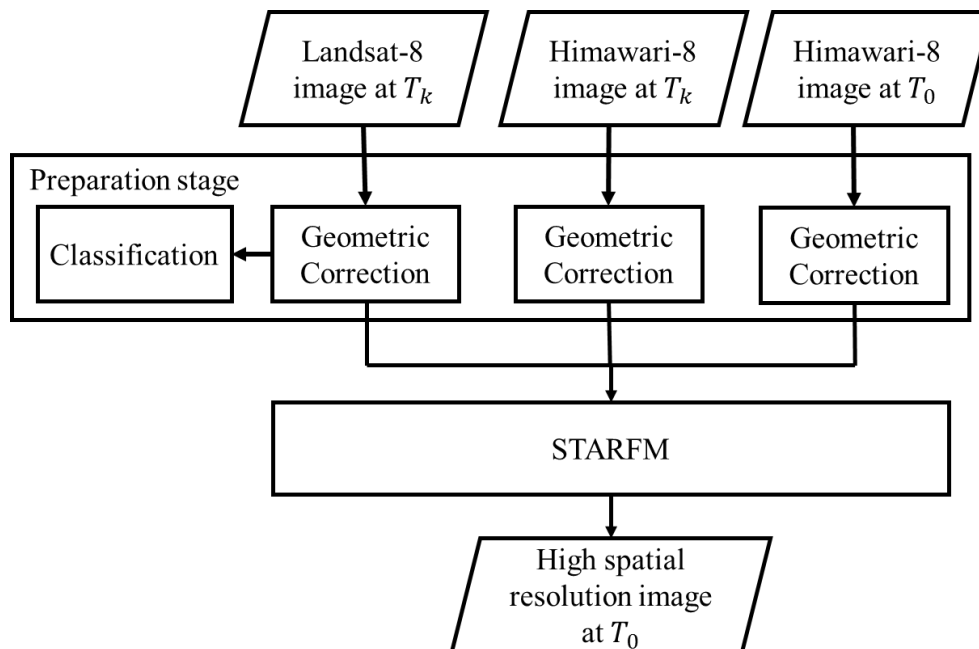 Landsat-8
image at T_k
Himawari-8
image at T_k
Himawari-8
image at T_0
Preparation stage
Classification
Geometric
Correction
Geometric
Correction
Geometric
Correction
STARFM
High spatial
resolution image
at T_0